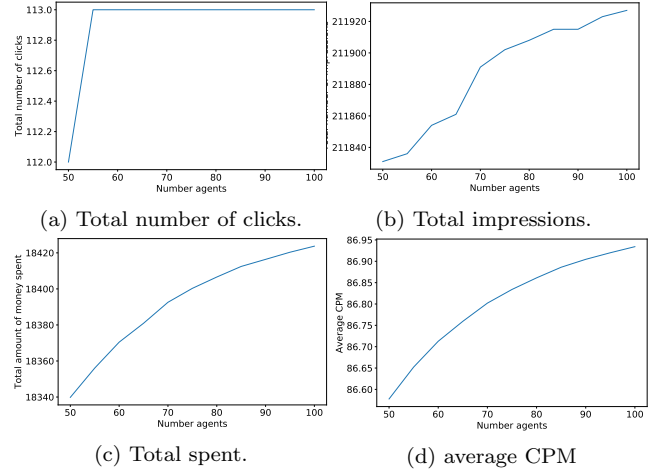 113.0
112.8
112.6
112.4
112.2
112.0
Total number of clicks
50 60 70 80 90 100
Number agents
(a) Total number of clicks.
211920
211900
211880
211860
211840
50 60 70 80 90 100
Number agents
(b) Total impressions.
18420
18400
18380
18360
18340
Total amount of money spent
50 60 70 80 90 100
Number agents
(c) Total spent.
86.95
86.90
86.85
86.80
86.75
86.70
86.65
86.60
Average CPM
50 60 70 80 90 100
Number agents
(d) average CPM